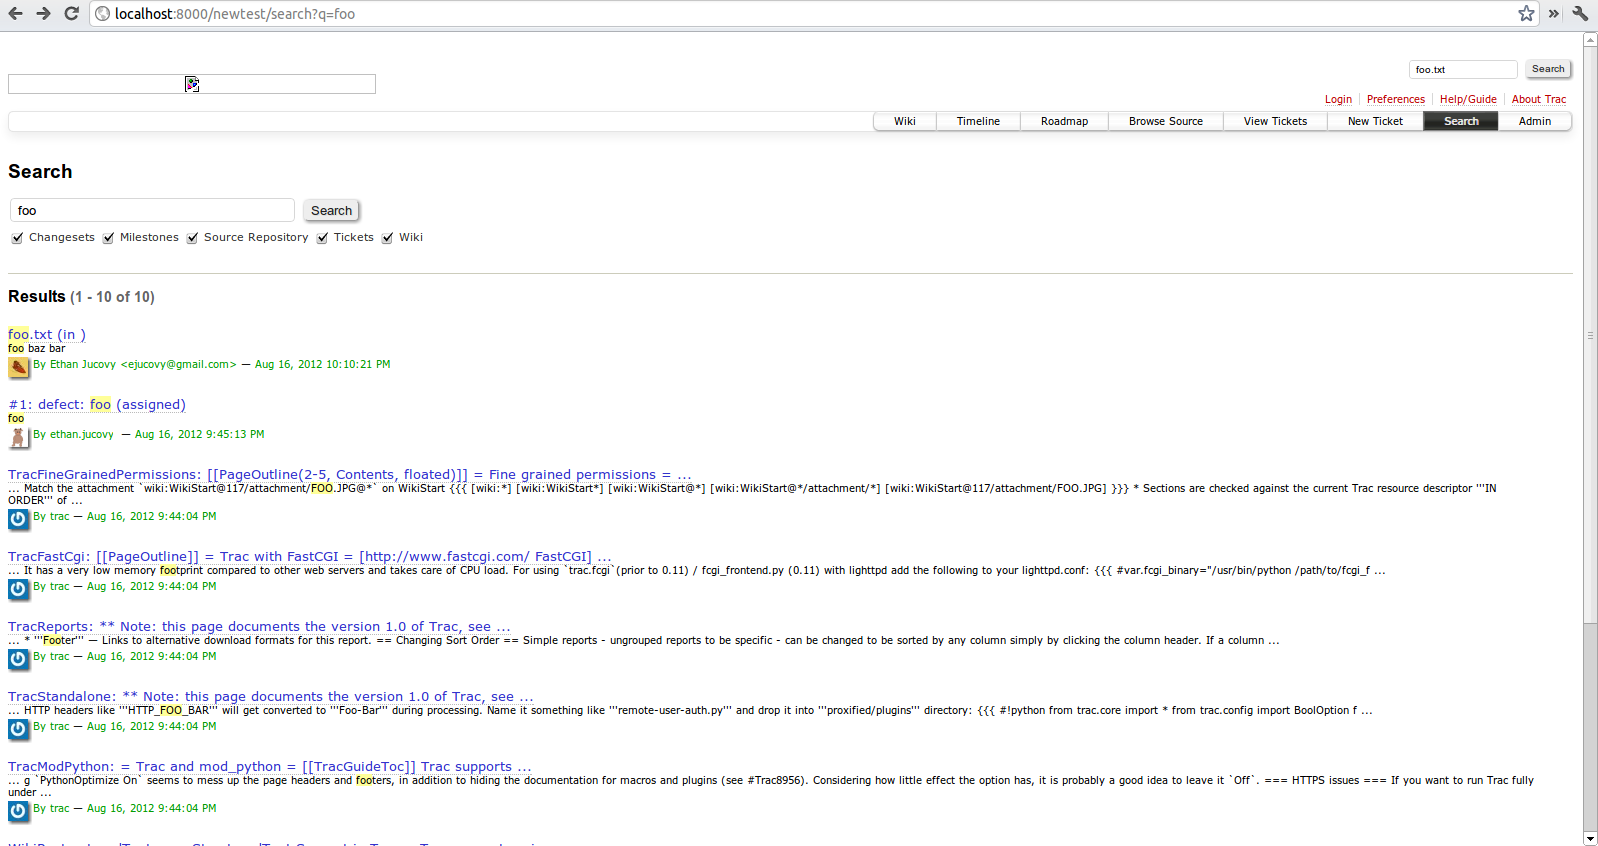 localhost:8000/newtest/search?q=foo
»
foo.txt Search
Login Preferences Help/Guide About Trac
Wiki Timeline Roadmap Browse Source View Tickets New Ticket Search Admin
Search
foo Search
Changesets Milestones Source Repository Tickets Wiki
Results (1 - 10 of 10)
foo.txt (in )
foo baz bar
By Ethan Jucovy <ejucovy@gmail.com> — Aug 16, 2012 10:10:21 PM
#1: defect: foo (assigned)
foo
By ethan.jucovy — Aug 16, 2012 9:45:13 PM
TracFineGrainedPermissions: [[PageOutline(2-5, Contents, floated)]] = Fine grained permissions = ...
... Match the attachment `wiki:WikiStart@117/attachment/FOO.JPG@*` on WikiStart {{{ [wiki:*] [wiki:WikiStart*] [wiki:WikiStart@*] [wiki:WikiStart@*/attachment/*] [wiki:WikiStart@117/attachment/FOO.JPG] }}} * Sections are checked against the current Trac resource descriptor '''IN
ORDER''' of ...
By trac — Aug 16, 2012 9:44:04 PM
TracFastCgi: [[PageOutline]] = Trac with FastCGI = [http://www.fastcgi.com/ FastCGI] ...
... It has a very low memory footprint compared to other web servers and takes care of CPU load. For using `trac.fcgi`(prior to 0.11) / fcgi_frontend.py (0.11) with lighttpd add the following to your lighttpd.conf: {{{ #var.fcgi_binary="/usr/bin/python /path/to/fcgi_f ...
By trac — Aug 16, 2012 9:44:04 PM
TracReports: ** Note: this page documents the version 1.0 of Trac, see ...
... * '''Footer''' — Links to alternative download formats for this report. == Changing Sort Order == Simple reports - ungrouped reports to be specific - can be changed to be sorted by any column simply by clicking the column header. If a column ...
By trac — Aug 16, 2012 9:44:04 PM
TracStandalone: ** Note: this page documents the version 1.0 of Trac, see ...
... HTTP headers like '''HTTP_FOO_BAR''' will get converted to '''Foo-Bar''' during processing. Name it something like '''remote-user-auth.py''' and drop it into '''proxified/plugins''' directory: {{{ #!python from trac.core import * from trac.config import BoolOption f ...
By trac — Aug 16, 2012 9:44:04 PM
TracModPython: = Trac and mod_python = [[TracGuideToc]] Trac supports ...
... g `PythonOptimize On` seems to mess up the page headers and footers, in addition to hiding the documentation for macros and plugins (see #Trac8956). Considering how little effect the option has, it is probably a good idea to leave it `Off`. === HTTPS issues === If you want to run Trac fully
under ...
By trac — Aug 16, 2012 9:44:04 PM